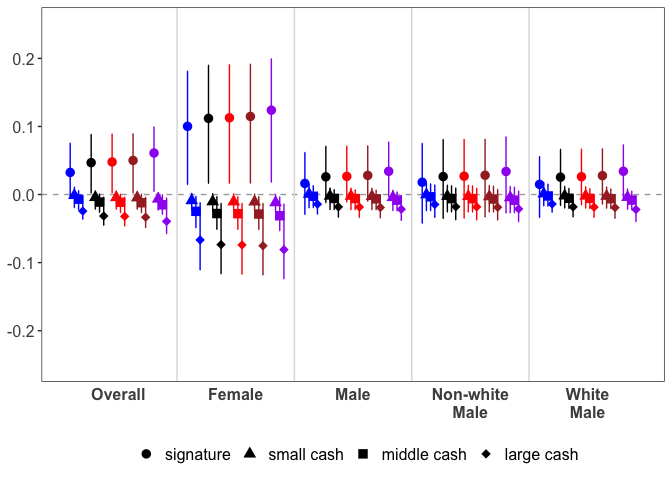 0.2
0.1
0.0
-0.1
-0.2
Overall Female Male Non-white White
Male Male
signature small cash middle cash large cash